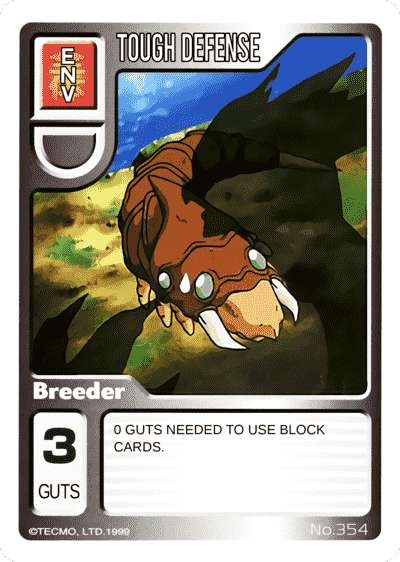 ENV
TOUGH DEFENSE
Breeder
3
GUTS
0 GUTS NEEDED TO USE BLOCK
CARDS.
©TECMO, LTD.1999
No.354